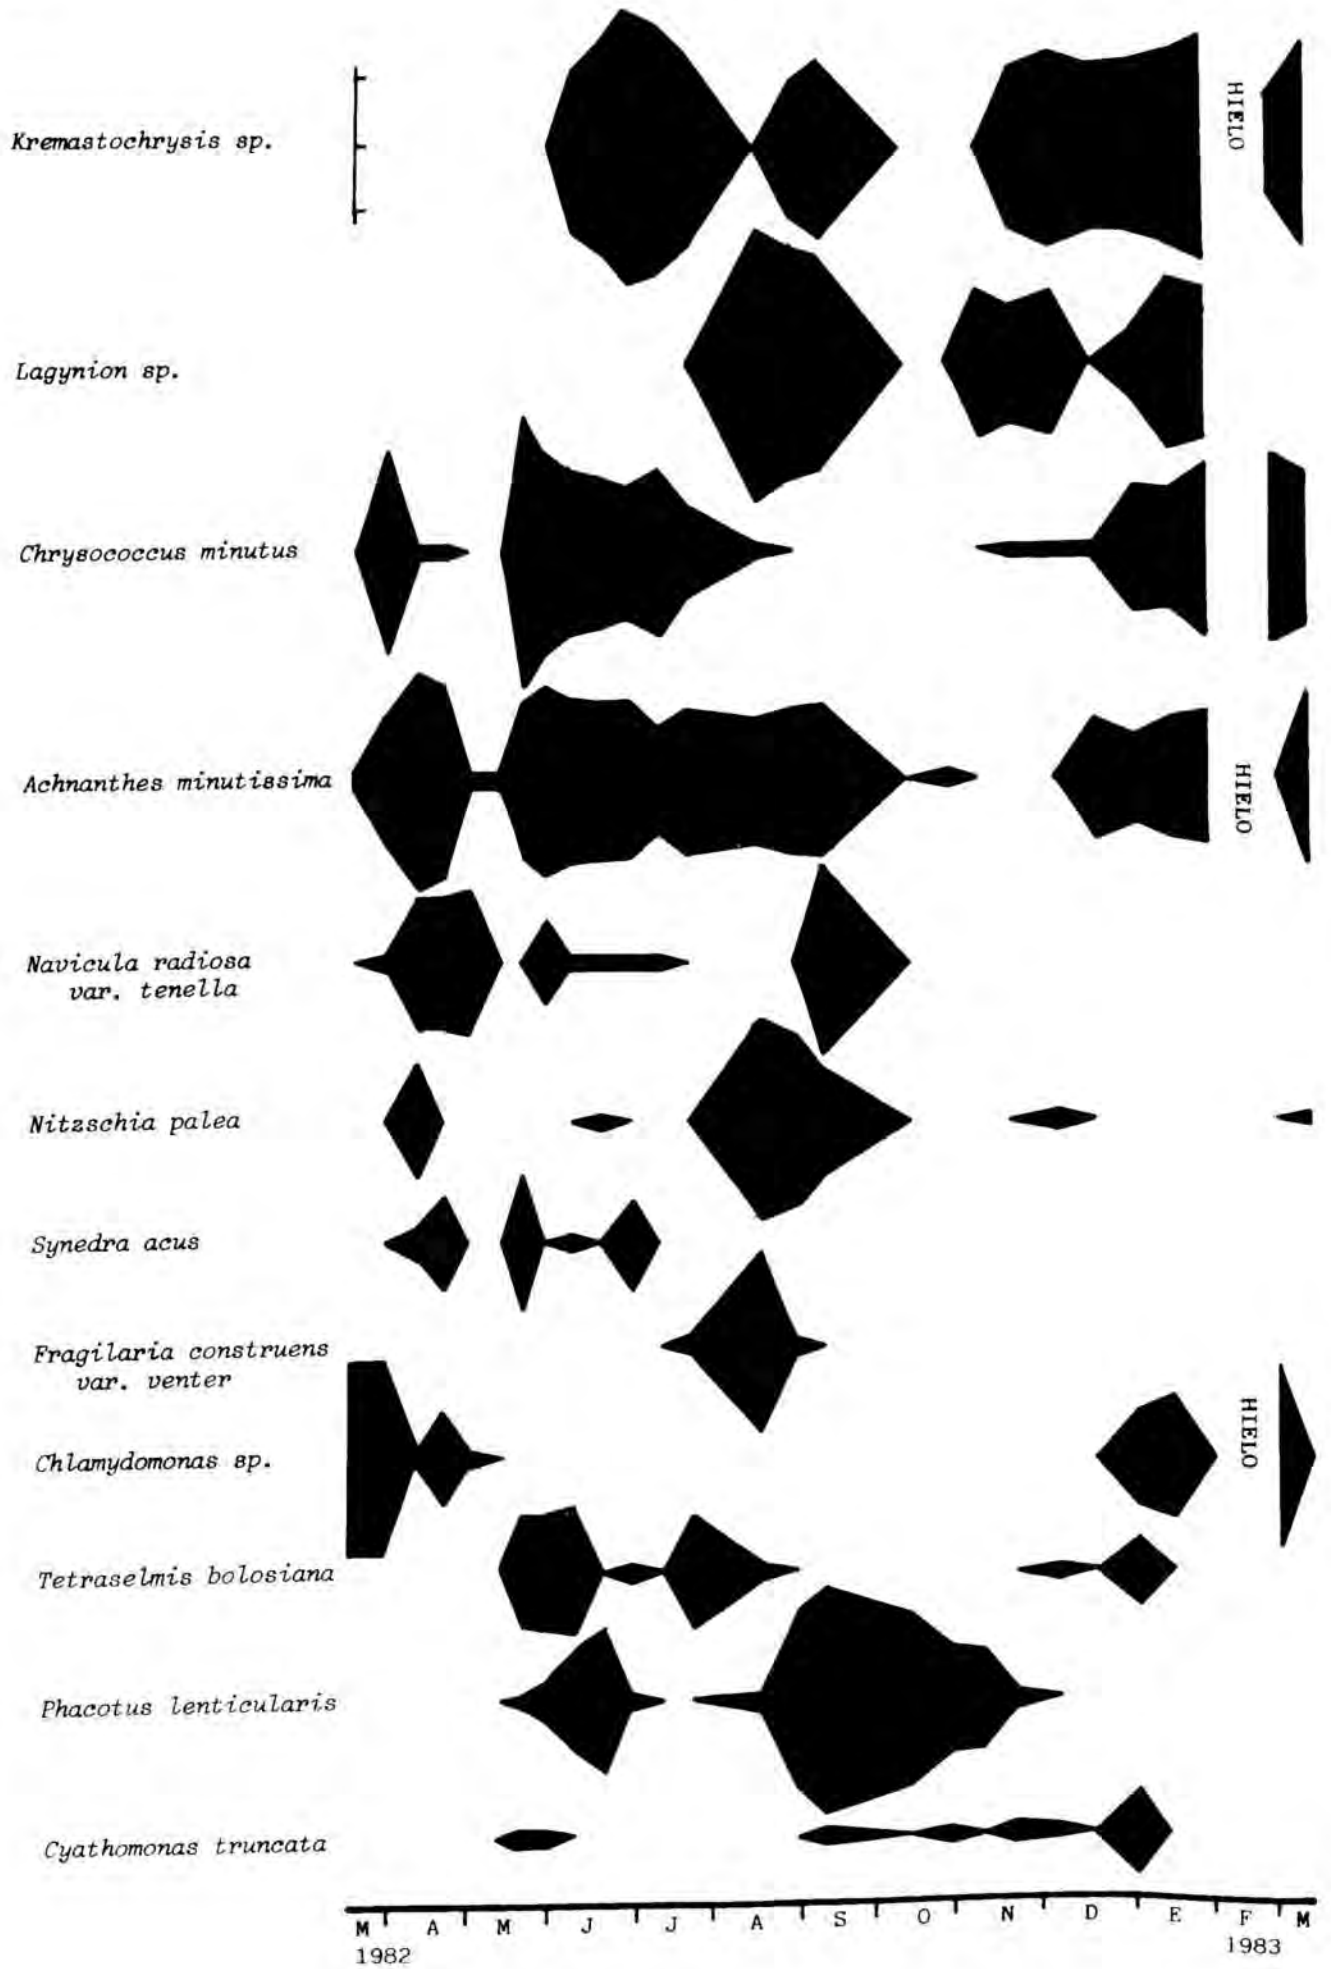 Kremastochrysis sp.
HIELO
Lagynion sp.
Chrysococcus minutus
Achnanthes minutissima
HIELO
Navicula radiosa
var. tenella
Nitzschia palea
Synedra acus
Fragilaria construens
var. venter
Chlamydomonas sp.
HIELO
Tetraselmis bolosiana
Phacotus lenticularis
Cyathomonas truncata
M A M J J A S O N D E F M
1982 1983